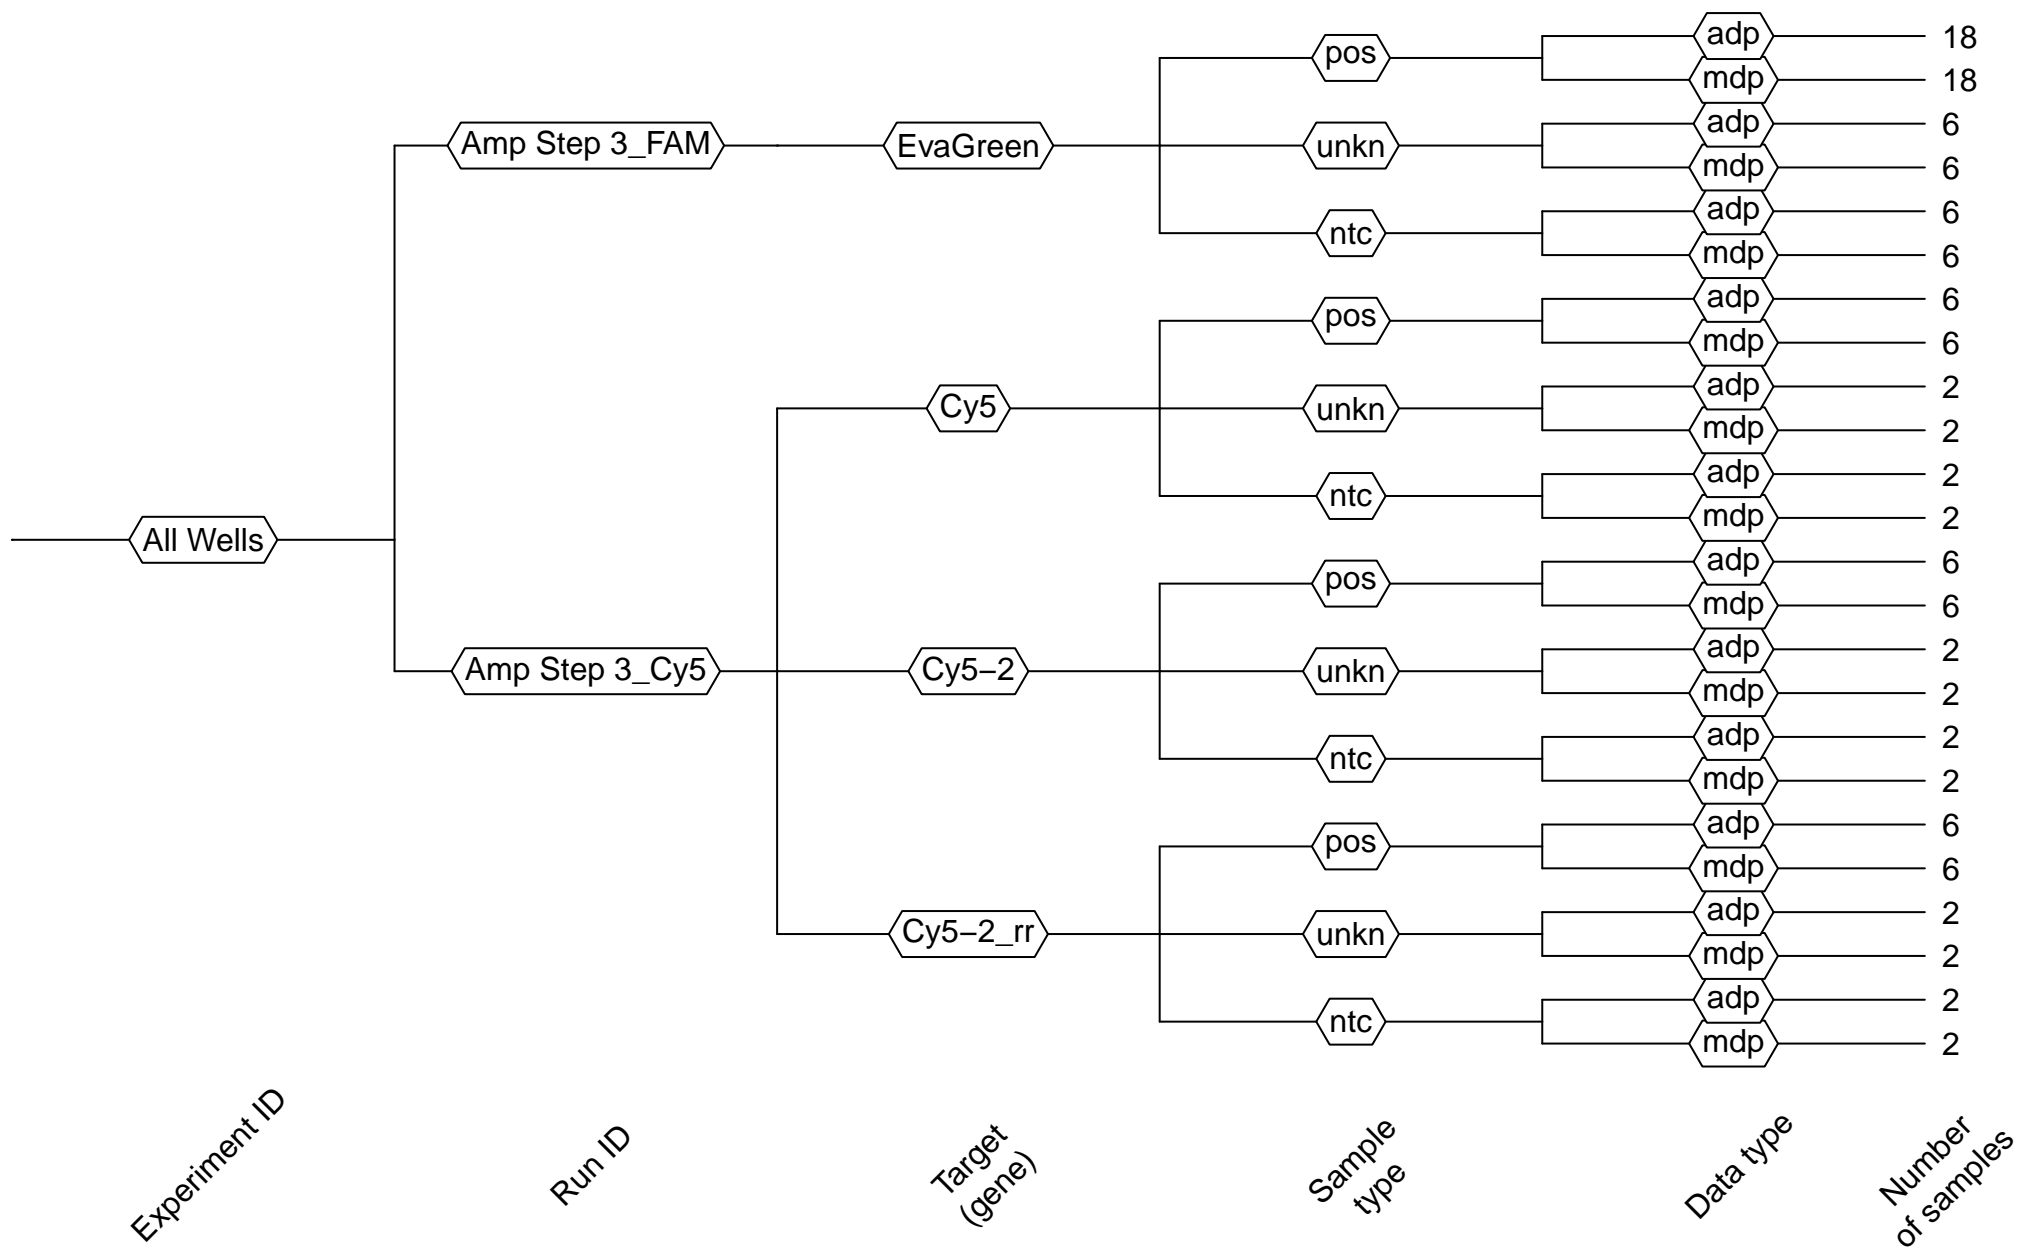 adp 18
pos
mdp 18
adp 6
Amp Step 3_FAM EvaGreen unkn
mdp 6
adp 6
ntc
mdp 6
adp 6
pos
mdp 6
adp 2
Cy5 unkn
mdp 2
adp 2
ntc
mdp 2
All Wells
adp 6
pos
mdp 6
adp 2
Amp Step 3_Cy5 Cy5−2 unkn
mdp 2
adp 2
ntc
mdp 2
adp 6
pos
mdp 6
adp 2
Cy5−2_rr unkn
mdp 2
adp 2
ntc
mdp 2
Experiment ID
Run ID
Target
(gene)
Sample
type
Data type
Number
of samples